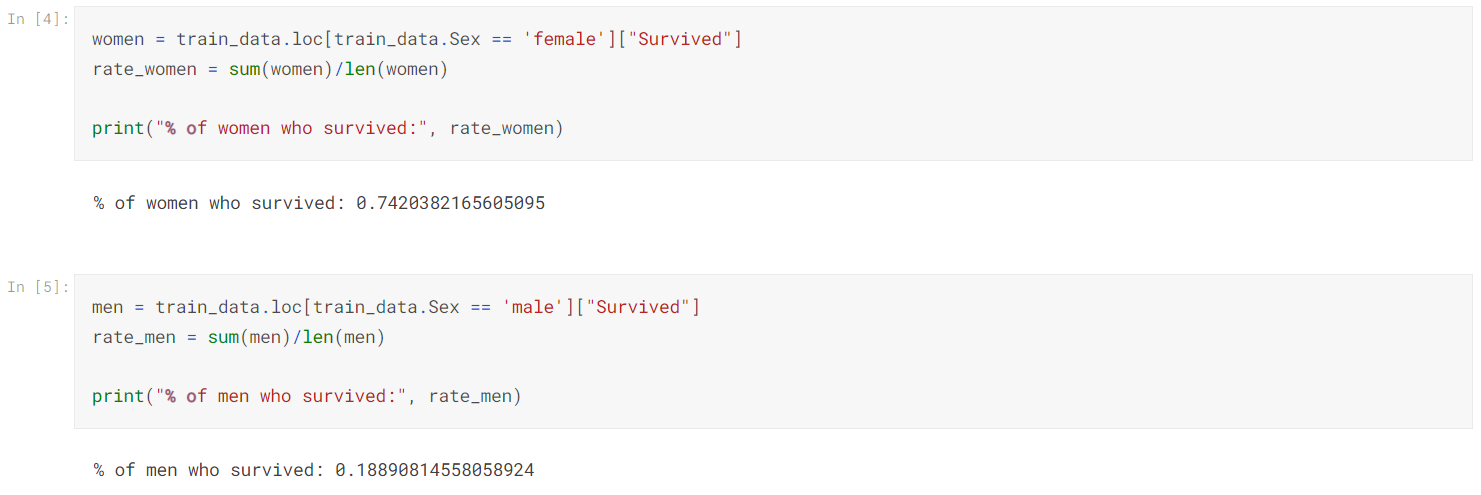 In [4]:
women = train_data.loc[train_data.Sex == 'female']["Survived"]
rate_women = sum(women)/len(women)
print("% of women who survived:", rate_women)
% of women who survived: 0.7420382165605095
In [5]:
men = train_data.loc[train_data.Sex == 'male']["Survived"]
rate_men = sum(men)/len(men)
print("% of men who survived:", rate_men)
% of men who survived: 0.18890814558058924